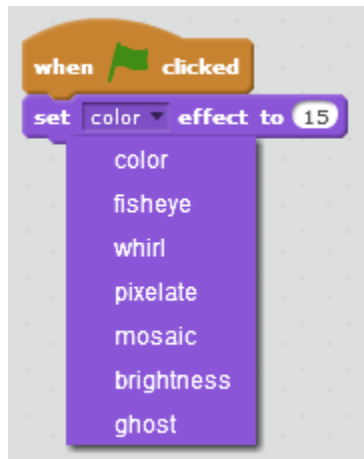 when clicked
set color effect to 15
color
fisheye
whirl
pixelate
mosaic
brightness
ghost